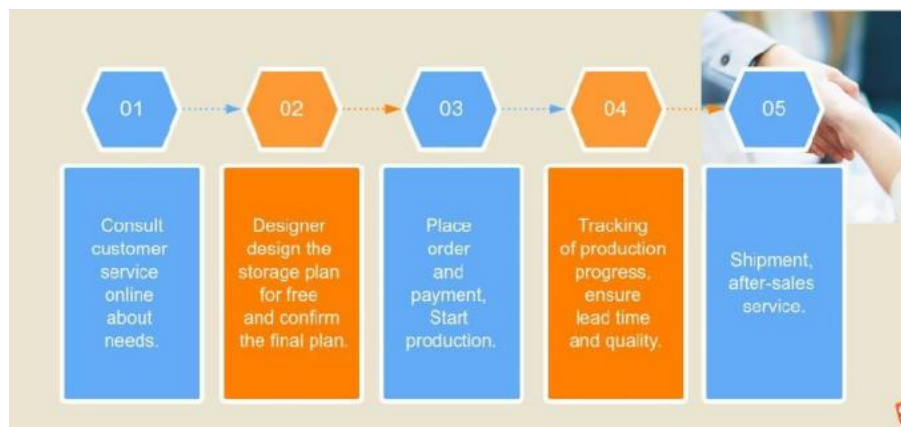 01
02
03
04
05
Consult
customer
service
online
about
needs.
Designer
design the
storage plan
for free
and confirm
the final plan.
Place
order
and
payment,
Start
production.
Tracking
of production
progress,
ensure
lead time
and quality.
Shipment,
after-sales
service.